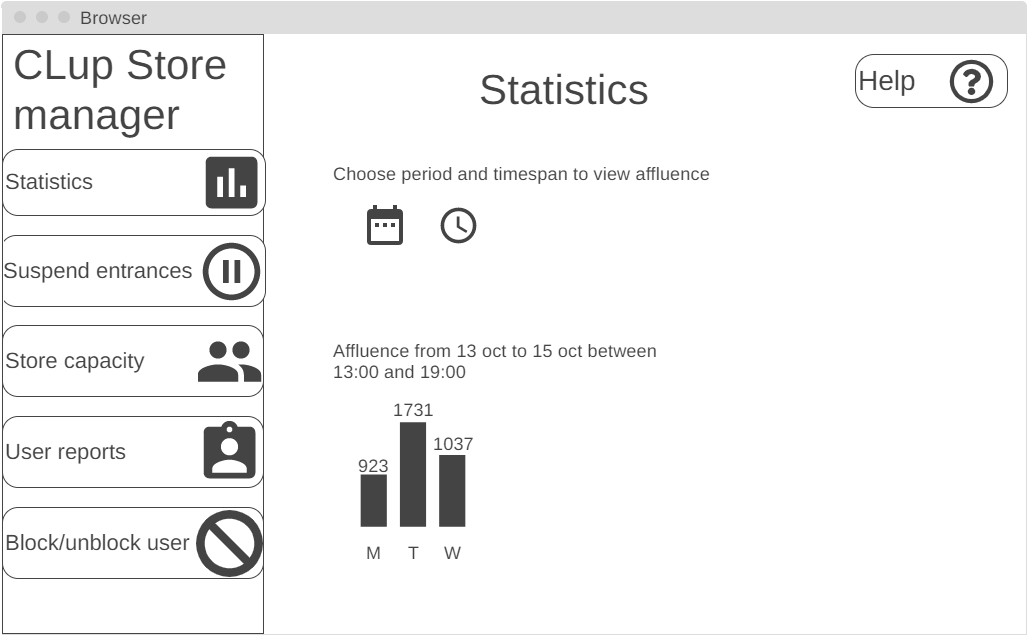 Browser
CLup Store
manager
Statistics
Suspend entrances
Store capacity
User reports
Block/unblock user
Statistics
Help
Choose period and timespan to view affluence
Affluence from 13 oct to 15 oct between
13:00 and 19:00
923
1731
1037
M T W